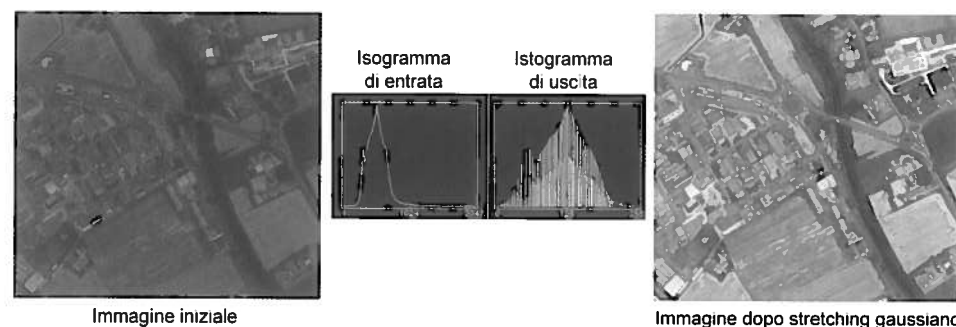 Isogramma
di entrata
Istogramma
di uscita
Immagine iniziale
Immagine dopo stretching gaussiano